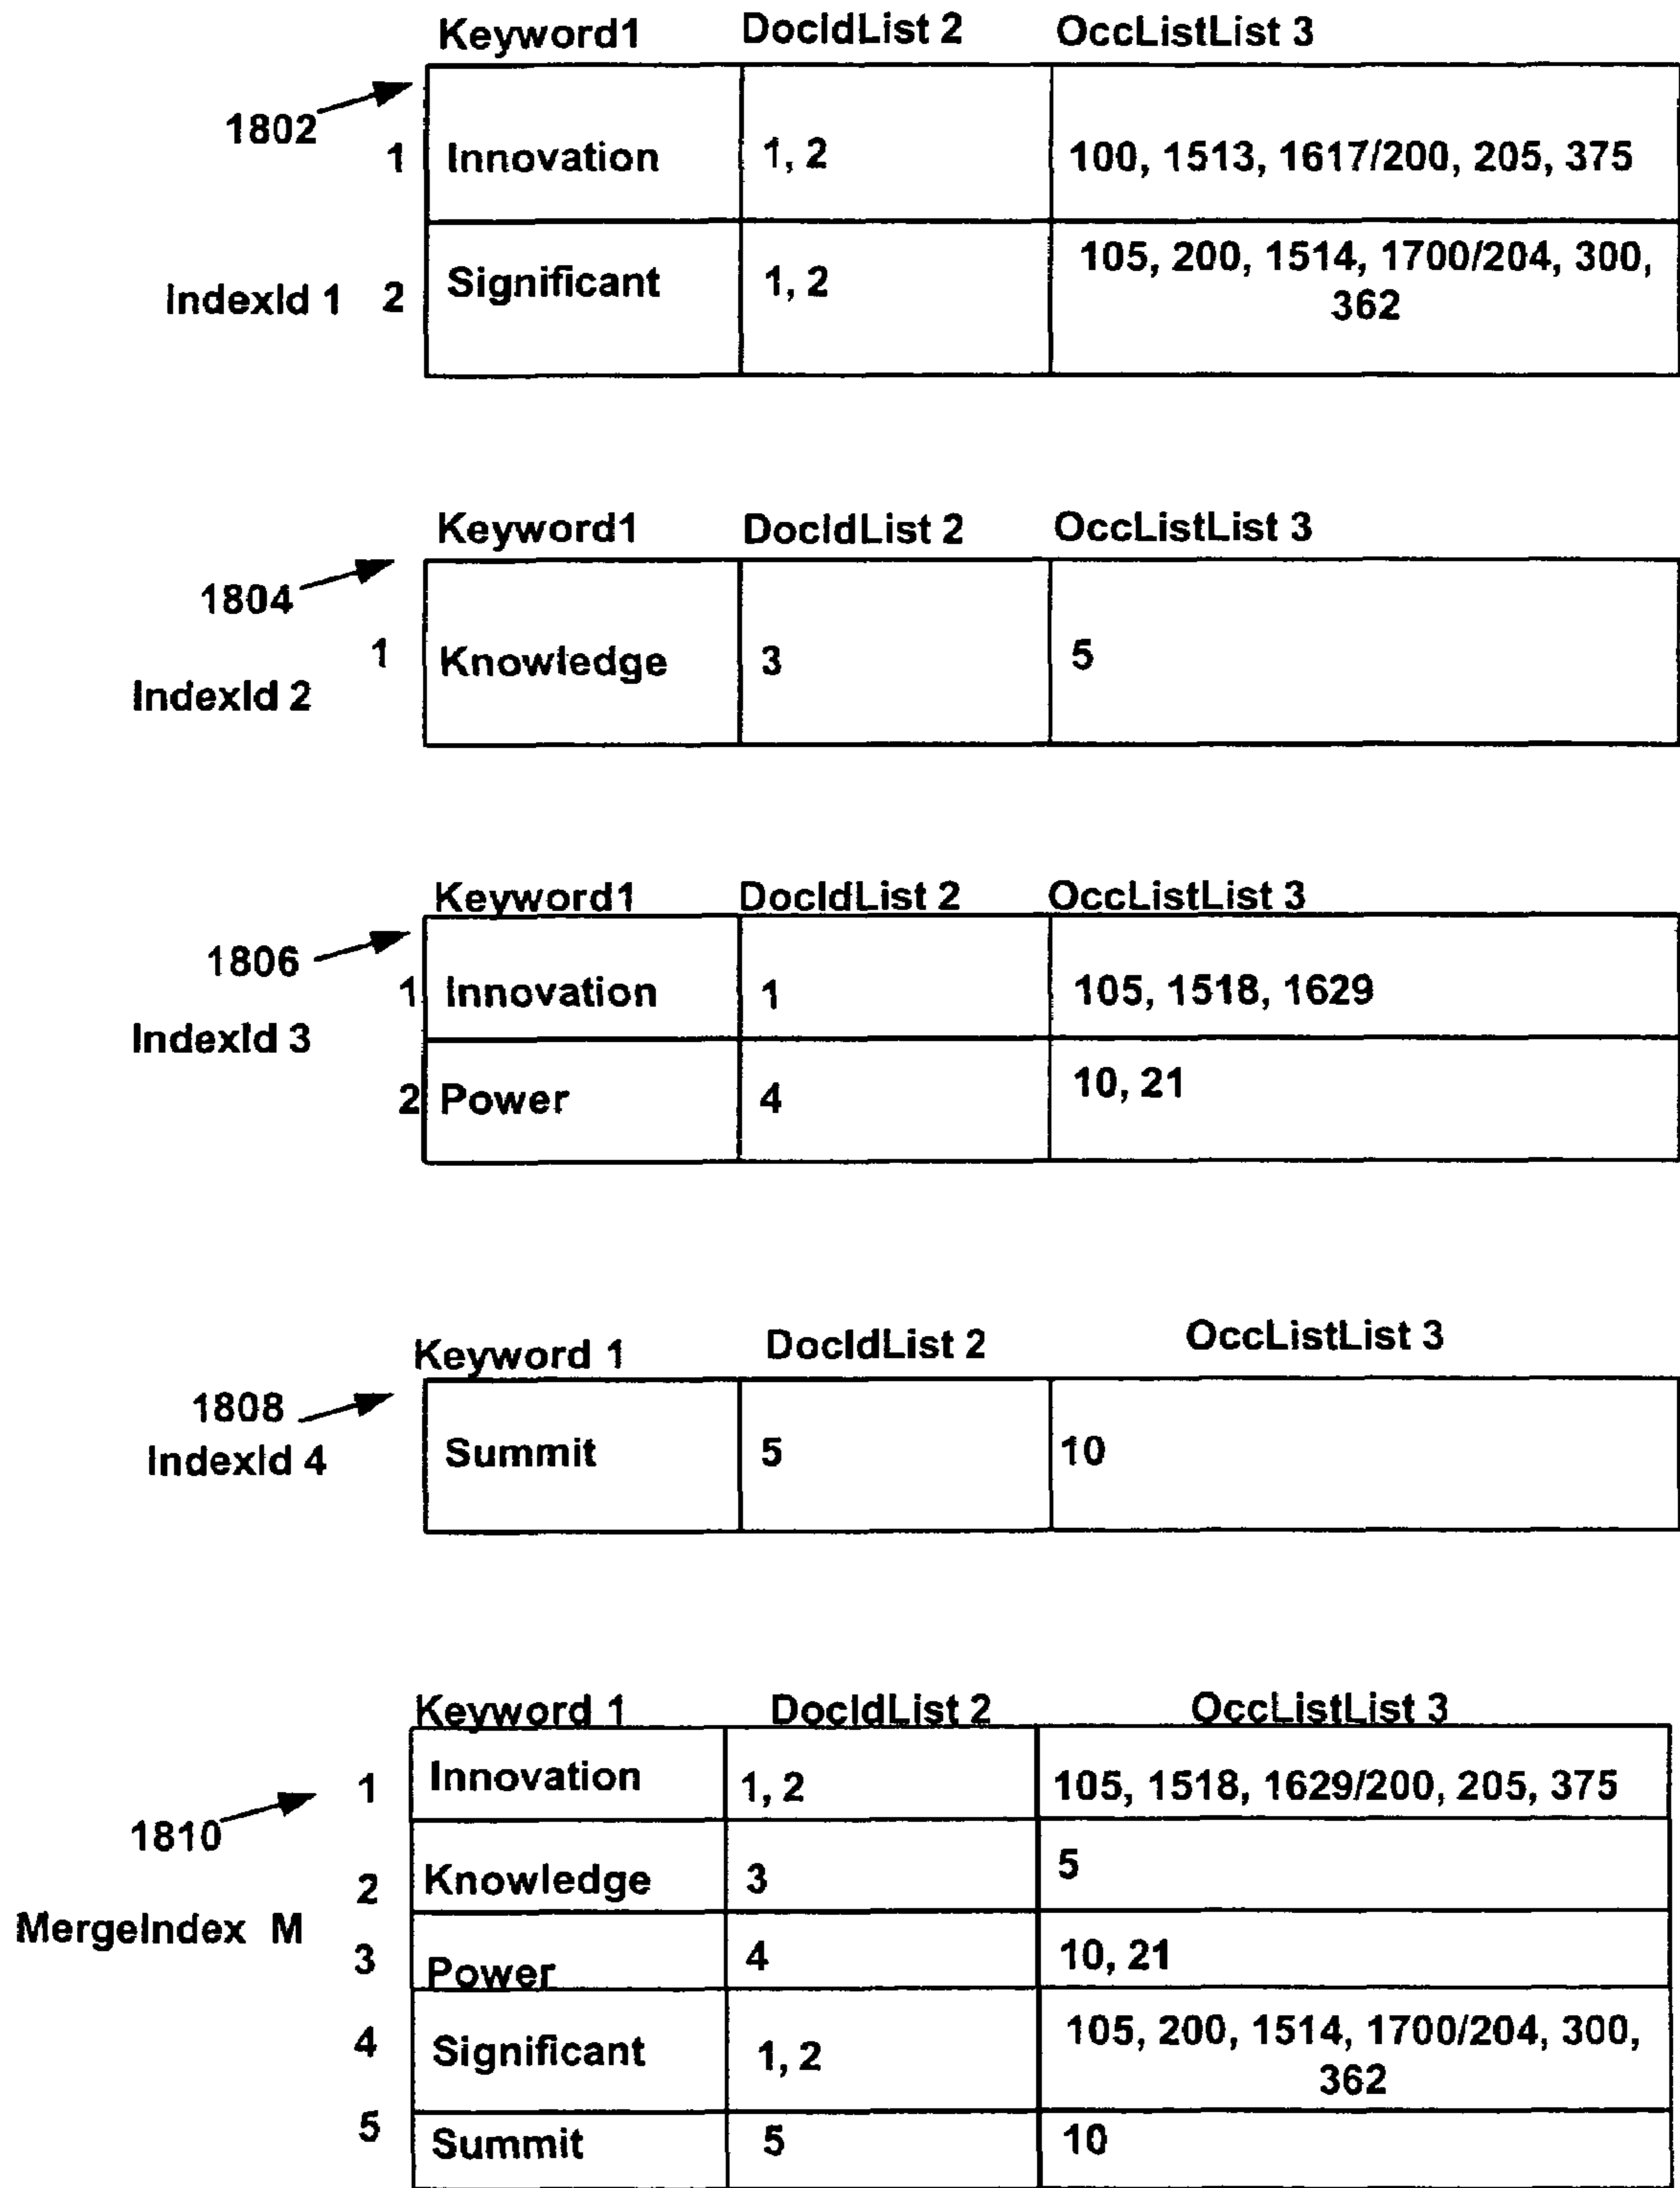 Keyword1 DocIdList 2 OccListList 3
1802
1 Innovation 1, 2 100, 1513, 1617/200, 205, 375
IndexId 1 2 Significant 1, 2 105, 200, 1514, 1700/204, 300,
362
Keyword1 DocIdList 2 OccListList 3
1804
1 Knowledge 3 5
IndexId 2
Keyword1 DocIdList 2 OccListList 3
1806
1 Innovation 1 105, 1518, 1629
IndexId 3
2 Power 4 10, 21
Keyword 1 DocIdList 2 OccListList 3
1808
IndexId 4 Summit 5 10
Keyword 1 DocIdList 2 OccListList 3
1 Innovation 1, 2 105, 1518, 1629/200, 205, 375
1810
2 Knowledge 3 5
MergeIndex M
3 Power 4 10, 21
4 Significant 1, 2 105, 200, 1514, 1700/204, 300,
362
5 Summit 5 10